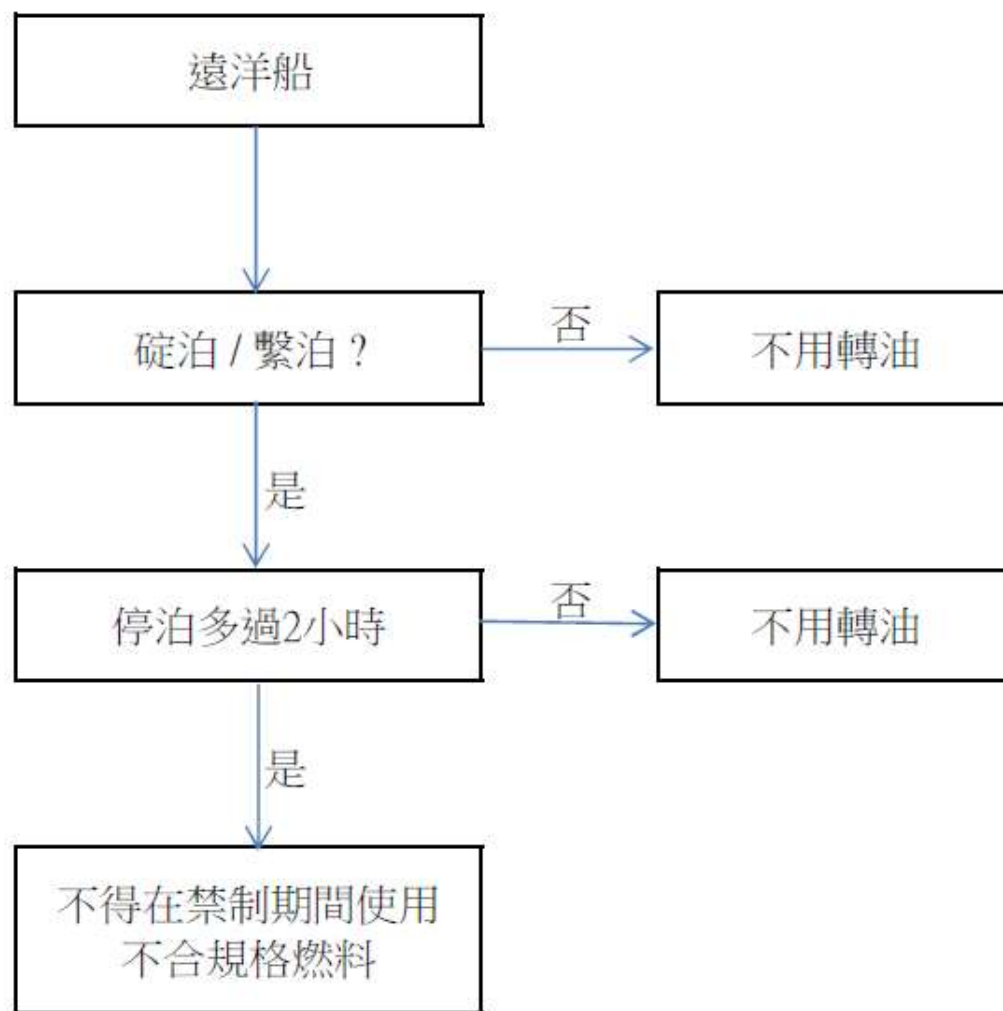 遠洋船
碇泊 / 繫泊？
否
不用轉油
是
停泊多過2小時
否
不用轉油
是
不得在禁制期間使用
不合規格燃料